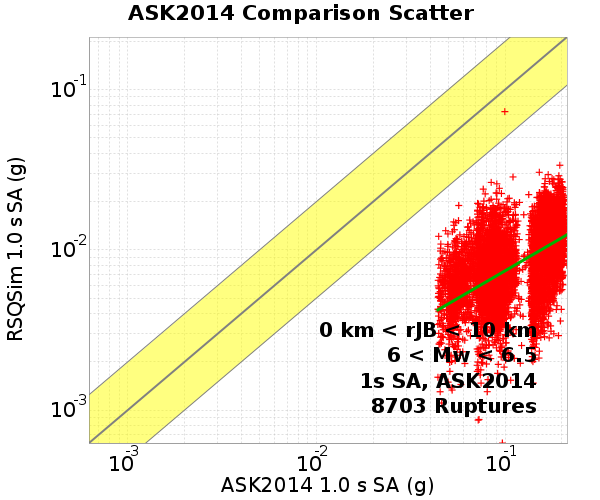 ASK2014 Comparison Scatter
RSQSim 1.0 s SA (g)
10-1
10-2
10-3
0 km < rJB < 10 km
6 < Mw < 6.5
1s SA, ASK2014
8703 Ruptures
10-3 10-2 10-1
ASK2014 1.0 s SA (g)